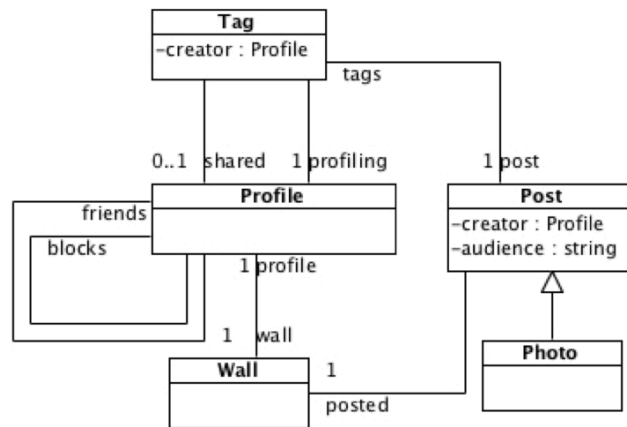 Tag
-creator : Profile
tags
0..1 shared
1 profiling
1 post
Profile
Post
friends
-creator : Profile
-audience : string
blocks
1 profile
1 wall
Photo
Wall
1
posted